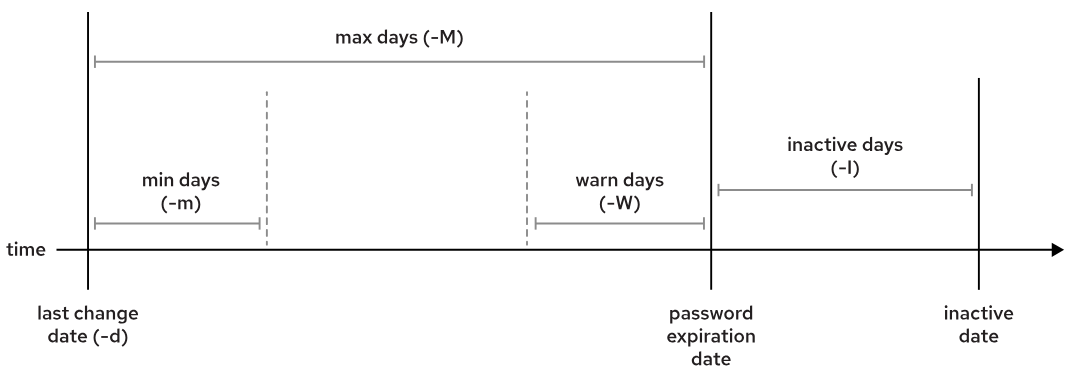 max days (-M)
inactive days
(-I)
min days
(-m)
warn days
(-W)
time
last change
date (-d)
password
expiration
date
inactive
date